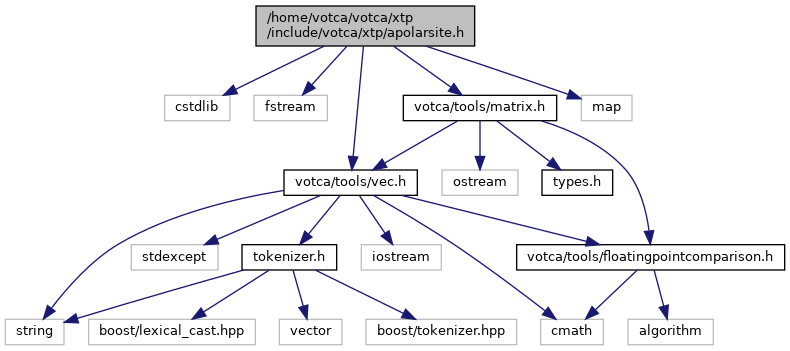 /home/votca/votca/xtp
/include/votca/xtp/apolarsite.h
cstdlib
fstream
votca/tools/matrix.h
map
votca/tools/vec.h
ostream
types.h
stdexcept
tokenizer.h
iostream
votca/tools/floatingpointcomparison.h
string
boost/lexical_cast.hpp
vector
boost/tokenizer.hpp
cmath
algorithm